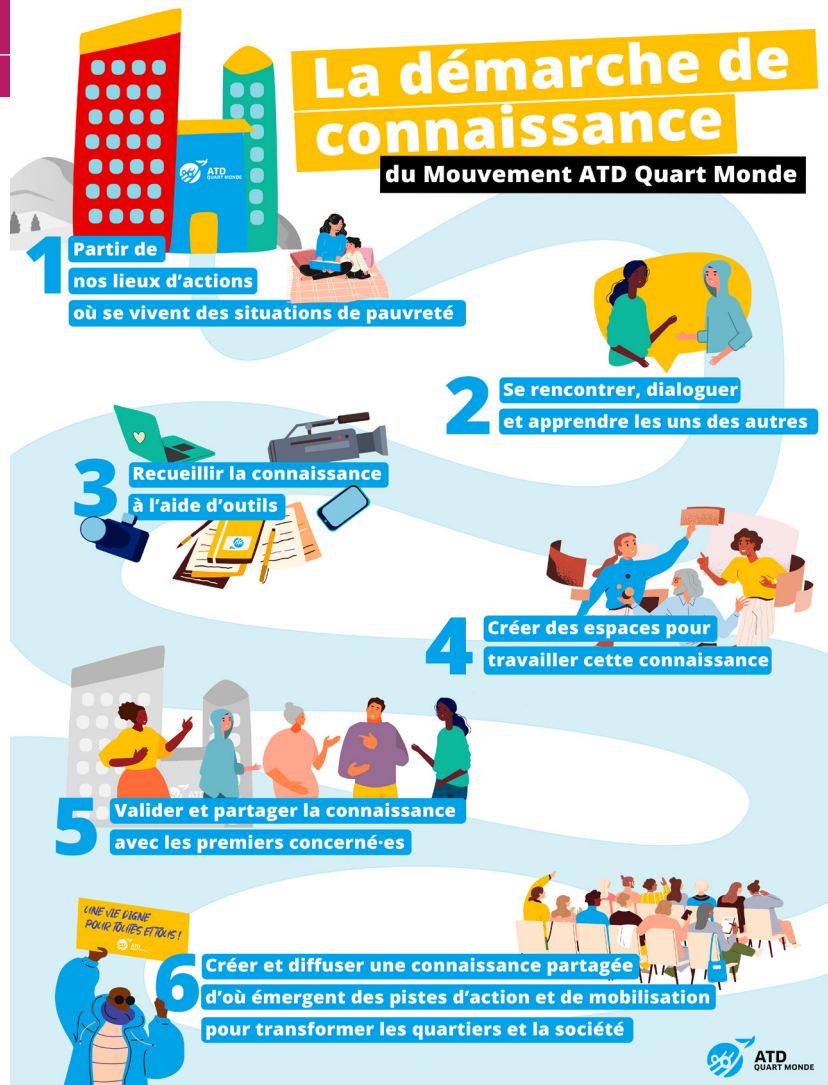 La démarche de
connaissance
du Mouvement ATD Quart Monde
ATD
QUART MONDE
1
Partir de
nos lieux d'actions
où se vivent des situations de pauvreté
2
Se rencontrer, dialoguer
et apprendre les uns des autres
3
Recueillir la connaissance
à l'aide d'outils
4
Créer des espaces pour
travailler cette connaissance
5
Valider et partager la connaissance
avec les premiers concerné·es
UNE VIE DIGNE
POUR TOUTES ET TOUS !
ATD
6
Créer et diffuser une connaissance partagée
d'où émergent des pistes d'action et de mobilisation
pour transformer les quartiers et la société
ATD
QUART MONDE